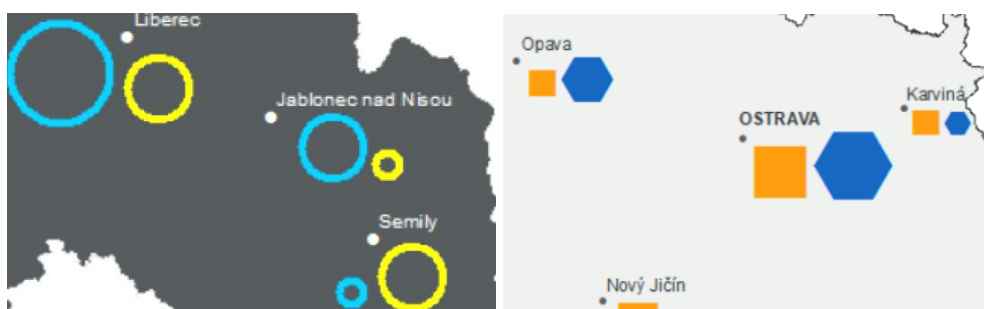 Liberec
Jablonec nad Nisou
Semily
Opava
Karviná
OSTRAVA
Nový Jičín